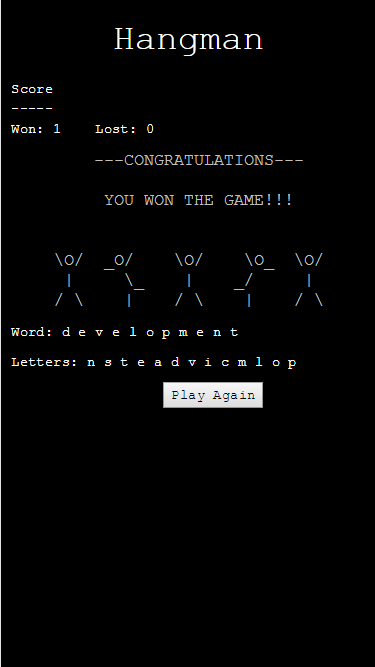 Hangman
Score
-----
Won: 1    Lost: 0
---CONGRATULATIONS---
YOU WON THE GAME!!!
\O/  _O/    \O/    \O_  \O/
 |     \_    |    _/     |
/ \    |    / \    |    / \
Word: d e v e l o p m e n t
Letters: n s t e a d v i c m l o p
Play Again